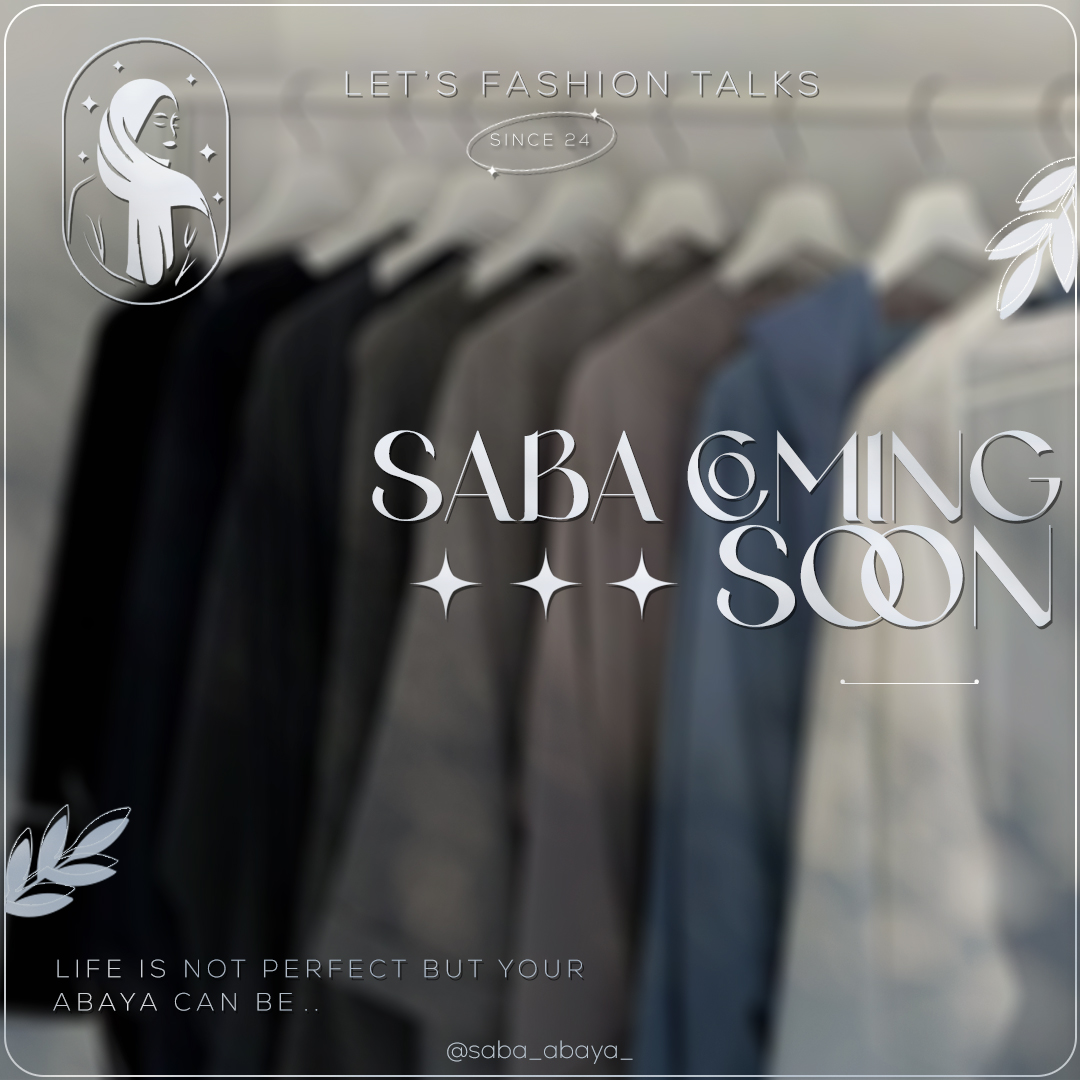 LET'S FASHION TALKS
SINCE 24
SABA COMING
SOON
LIFE IS NOT PERFECT BUT YOUR
ABAYA CAN BE..
@saba_abaya_